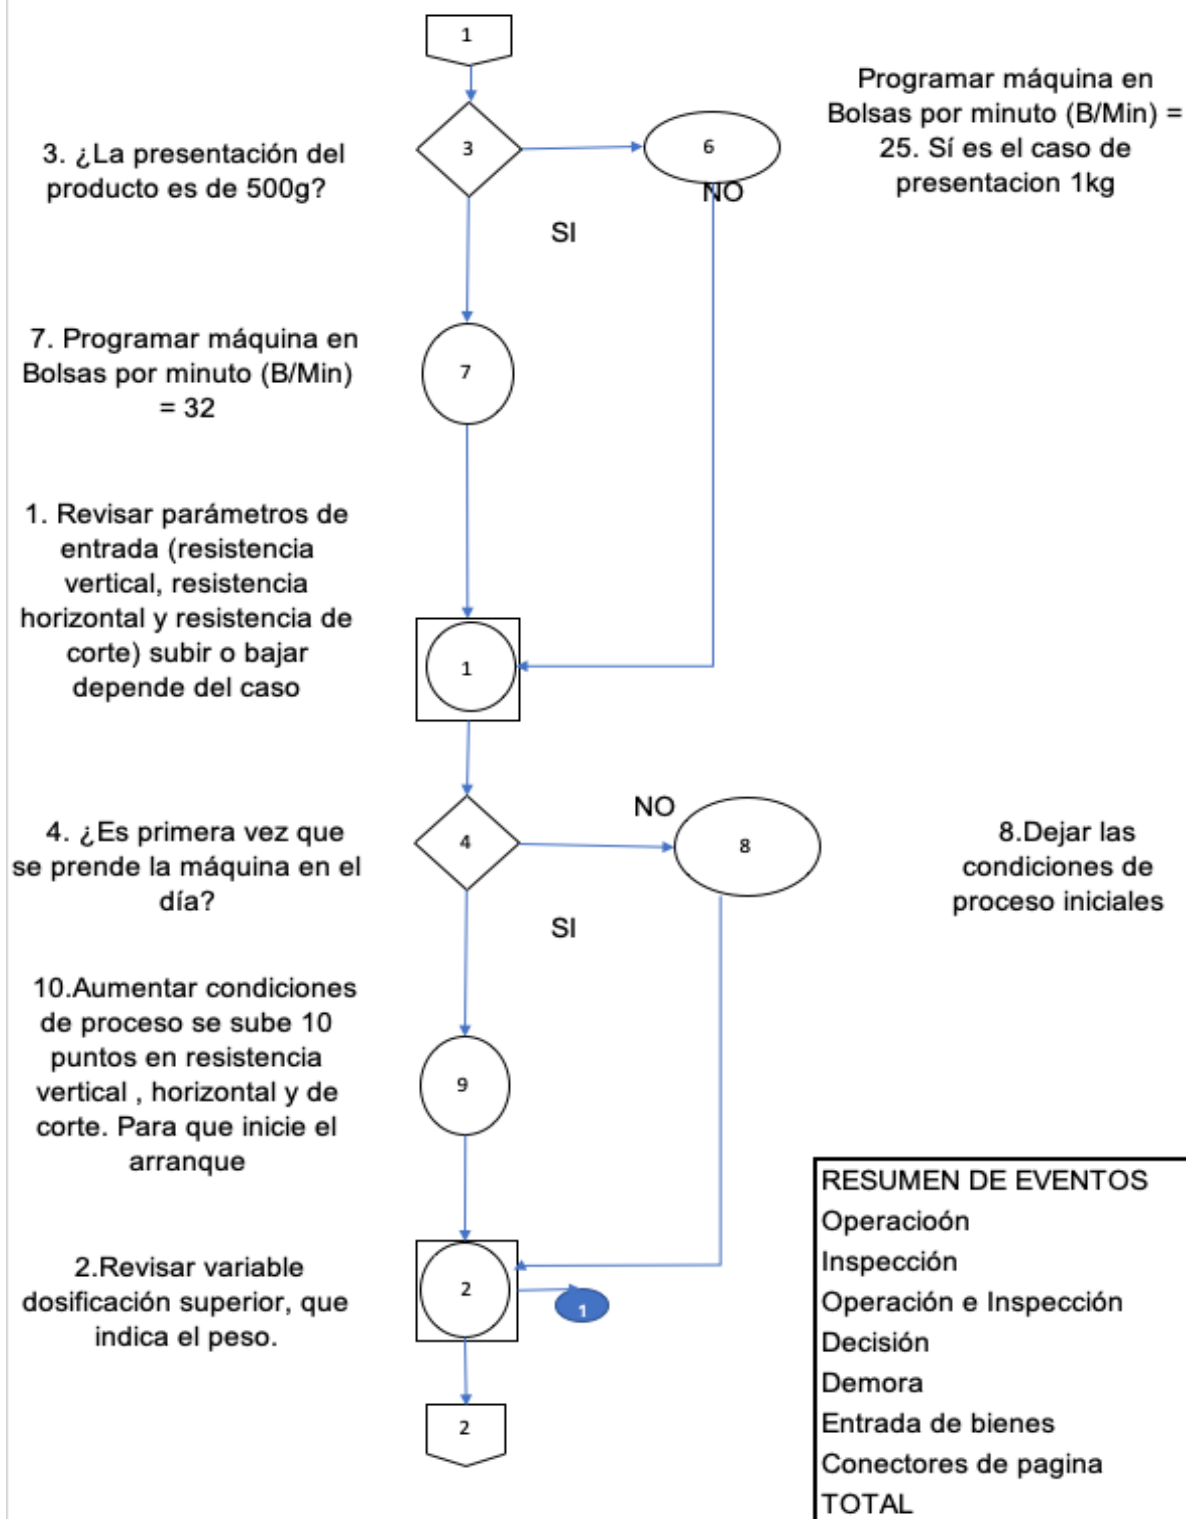 1
Programar máquina en
Bolsas por minuto (B/Min) =
25. Sí es el caso de
presentacion 1kg
3. ¿La presentación del
producto es de 500g?
3
6
NO
SI
7. Programar máquina en
Bolsas por minuto (B/Min)
= 32
7
1. Revisar parámetros de
entrada (resistencia
vertical, resistencia
horizontal y resistencia de
corte) subir o bajar
depende del caso
1
4. ¿Es primera vez que
se prende la máquina en el
día?
4
NO
8
8.Dejar las
condiciones de
proceso iniciales
SI
10.Aumentar condiciones
de proceso se sube 10
puntos en resistencia
vertical , horizontal y de
corte. Para que inicie el
arranque
9
2.Revisar variable
dosificación superior, que
indica el peso.
2
1
2
RESUMEN DE EVENTOS
Operacioón
Inspección
Operación e Inspección
Decisión
Demora
Entrada de bienes
Conectores de pagina
TOTAL